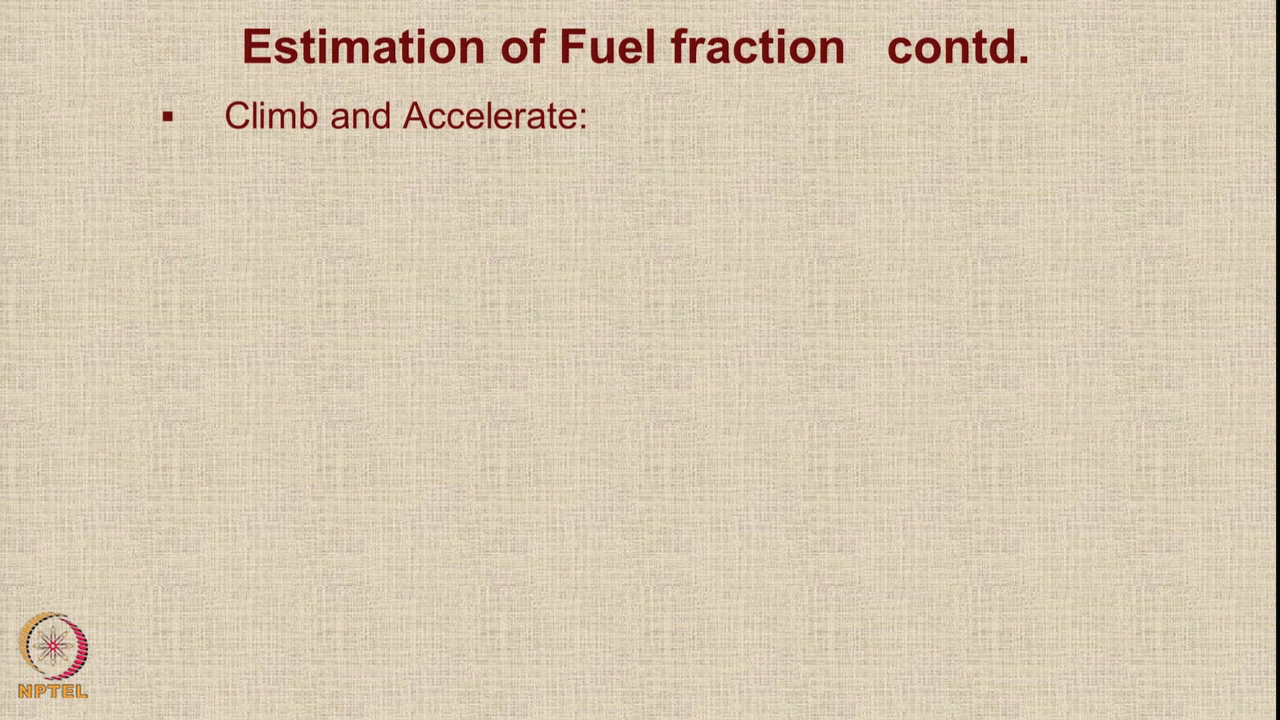 Estimation of Fuel fraction contd.
▪ Climb and Accelerate:
NPTEL